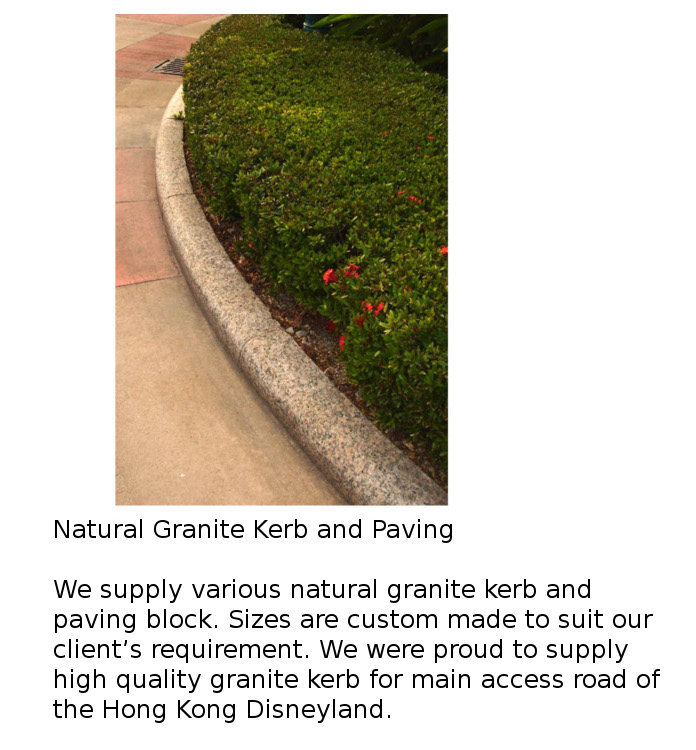 Natural Granite Kerb and Paving
We supply various natural granite kerb and
paving block. Sizes are custom made to suit our
client’s requirement. We were proud to supply
high quality granite kerb for main access road of
the Hong Kong Disneyland.